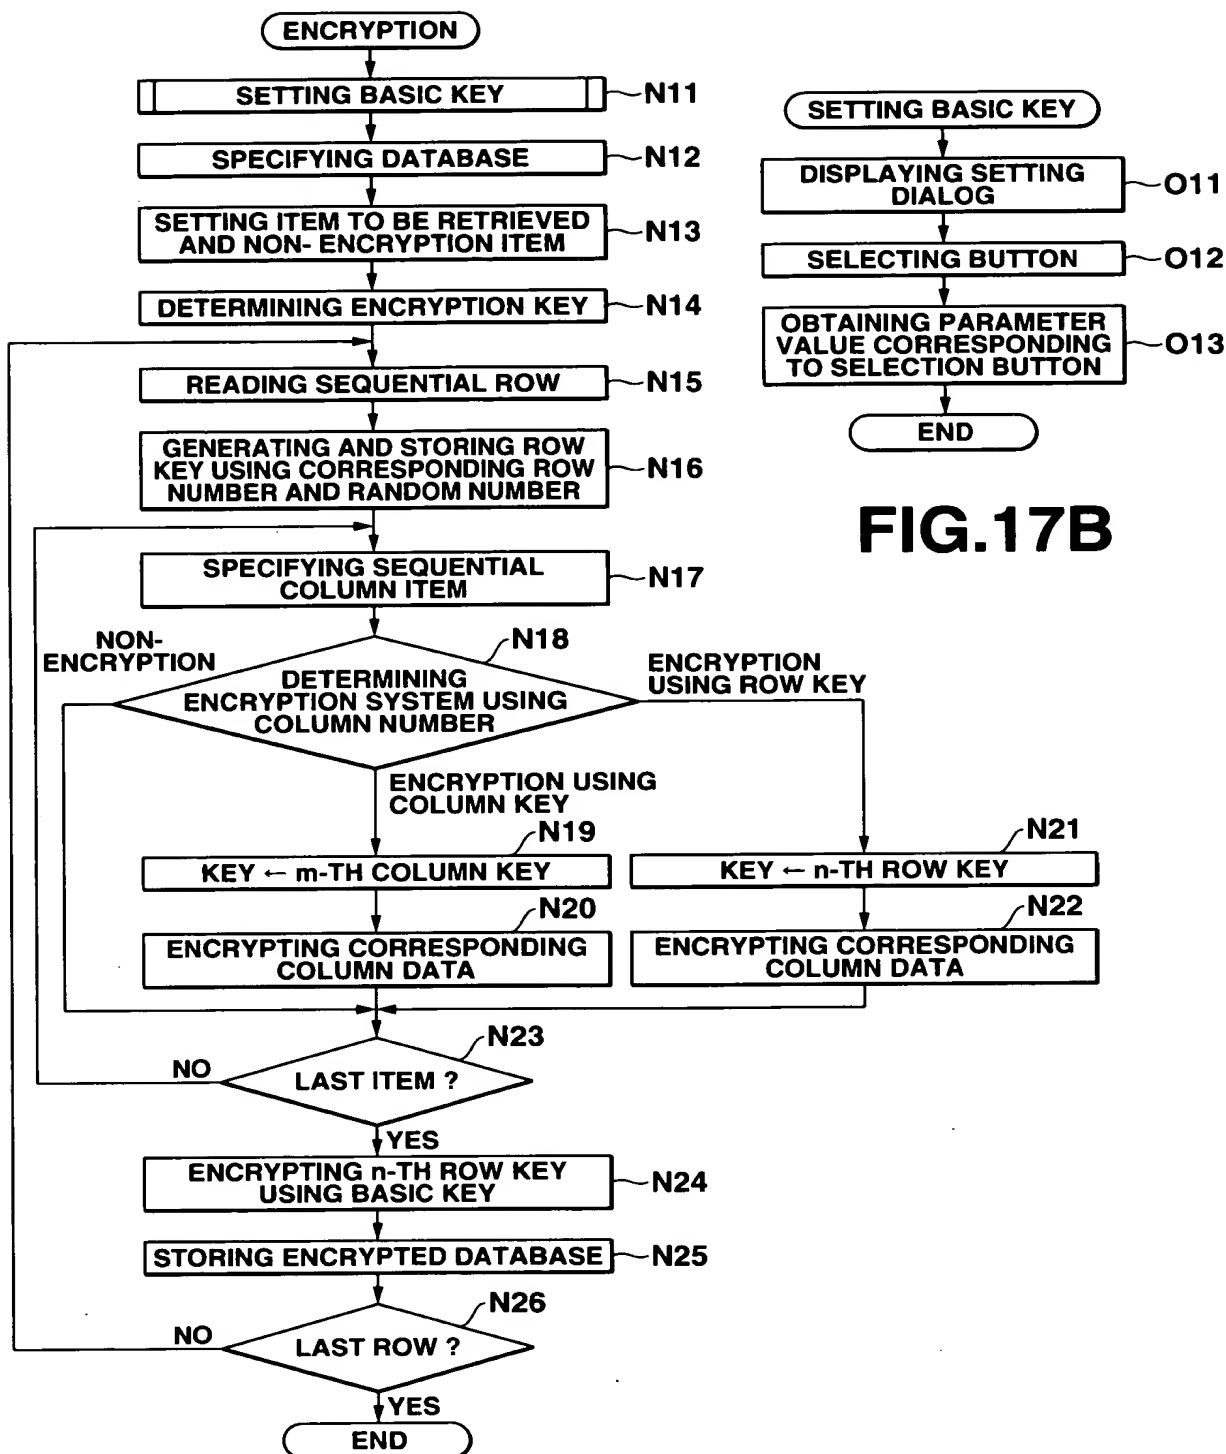 ENCRYPTION
SETTING BASIC KEY
N11
SPECIFYING DATABASE
N12
SETTING ITEM TO BE RETRIEVED
AND NON- ENCRYPTION ITEM
N13
DETERMINING ENCRYPTION KEY
N14
READING SEQUENTIAL ROW
N15
GENERATING AND STORING ROW
KEY USING CORRESPONDING ROW
NUMBER AND RANDOM NUMBER
N16
SPECIFYING SEQUENTIAL
COLUMN ITEM
N17
NON-
ENCRYPTION
N18
DETERMINING
ENCRYPTION SYSTEM USING
COLUMN NUMBER
ENCRYPTION
USING ROW KEY
ENCRYPTION USING
COLUMN KEY
N19
KEY ← m-TH COLUMN KEY
N20
ENCRYPTING CORRESPONDING
COLUMN DATA
N21
KEY ← n-TH ROW KEY
N22
ENCRYPTING CORRESPONDING
COLUMN DATA
N23
NO
LAST ITEM ?
YES
ENCRYPTING n-TH ROW KEY
USING BASIC KEY
N24
STORING ENCRYPTED DATABASE
N25
N26
NO
LAST ROW ?
YES
END
SETTING BASIC KEY
DISPLAYING SETTING
DIALOG
O11
SELECTING BUTTON
O12
OBTAINING PARAMETER
VALUE CORRESPONDING
TO SELECTION BUTTON
O13
END
FIG.17B